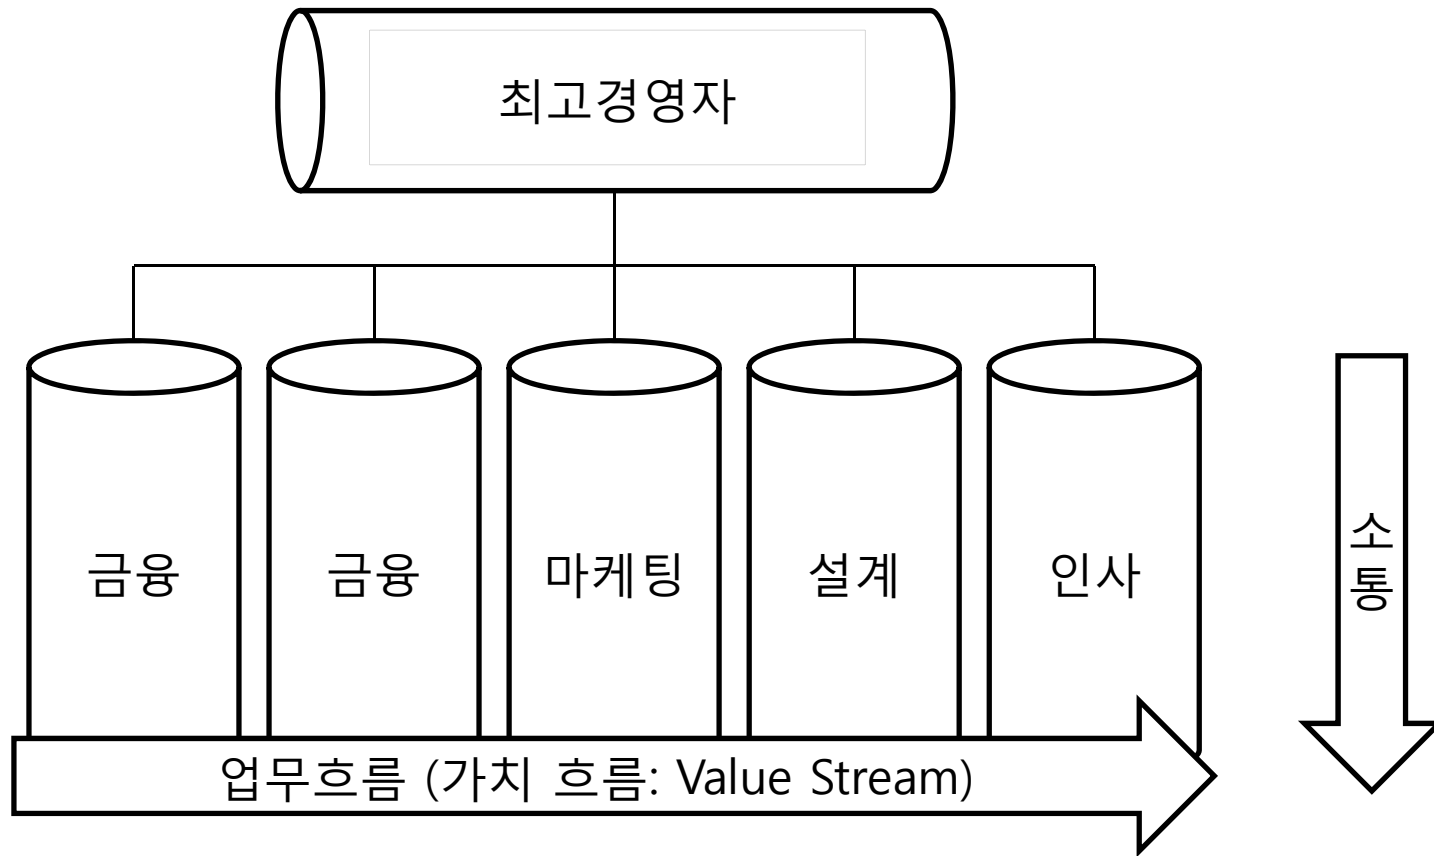 최고경영자
금융
금융
마케팅
설계
인사
소
통
업무흐름 (가치 흐름: Value Stream)